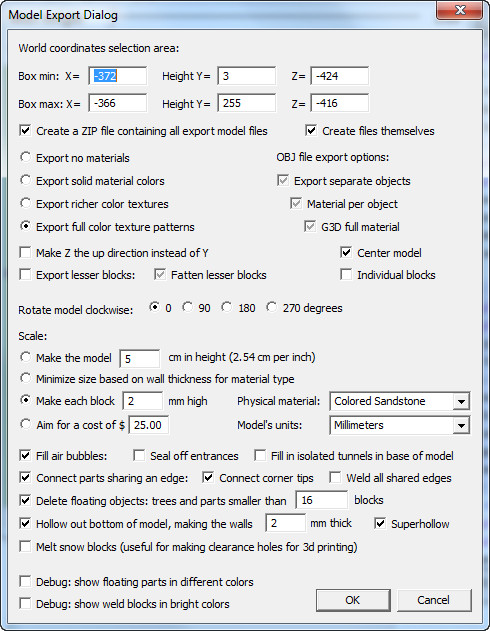 Model Export Dialog
World coordinates selection area:
Box min: X= -372 Height Y= 3 Z= -424
Box max: X= -366 Height Y= 255 Z= -416
Create a ZIP file containing all export model files Create files themselves
Export no materials OBJ file export options:
Export solid material colors Export separate objects
Export richer color textures Material per object
Export full color texture patterns G3D full material
Make Z the up direction instead of Y Center model
Export lesser blocks: Fatten lesser blocks Individual blocks
Rotate model clockwise: 0 90 180 270 degrees
Scale:
Make the model 5 cm in height (2.54 cm per inch)
Minimize size based on wall thickness for material type
Make each block 2 mm high Physical material: Colored Sandstone
Aim for a cost of $ 25.00 Model's units: Millimeters
Fill air bubbles: Seal off entrances Fill in isolated tunnels in base of model
Connect parts sharing an edge: Connect corner tips Weld all shared edges
Delete floating objects: trees and parts smaller than 16 blocks
Hollow out bottom of model, making the walls 2 mm thick Superhollow
Melt snow blocks (useful for making clearance holes for 3d printing)
Debug: show floating parts in different colors
Debug: show weld blocks in bright colors
OK Cancel